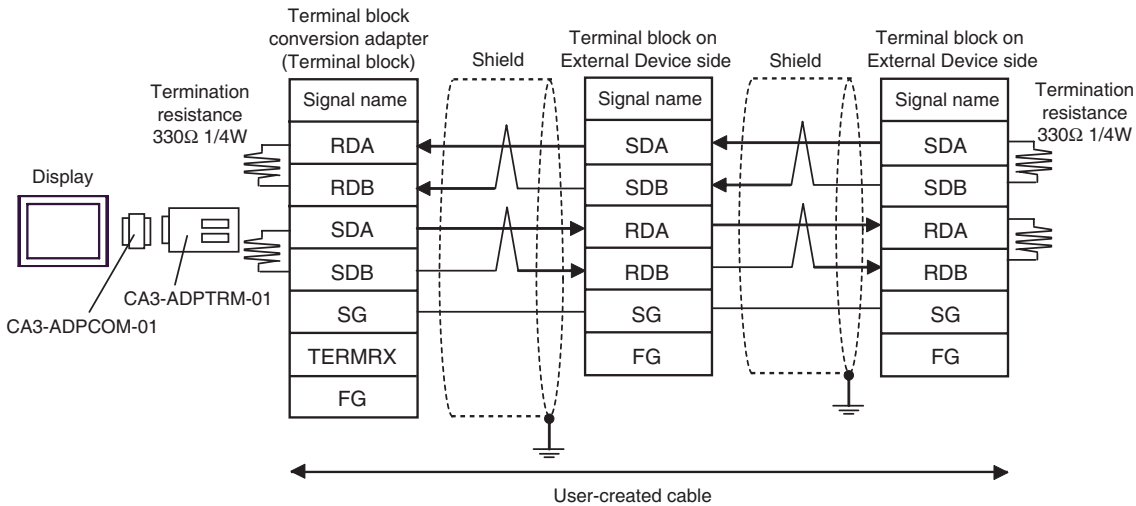 Terminal block
conversion adapter
(Terminal block)
Shield
Terminal block on
External Device side
Shield
Terminal block on
External Device side
Termination
resistance
330Ω 1/4W
Termination
resistance
330Ω 1/4W
Display
CA3-ADPCOM-01
CA3-ADPTRM-01
Signal name
RDA
RDB
SDA
SDB
SG
TERMRX
FG
Signal name
SDA
SDB
RDA
RDB
SG
FG
Signal name
SDA
SDB
RDA
RDB
SG
FG
User-created cable